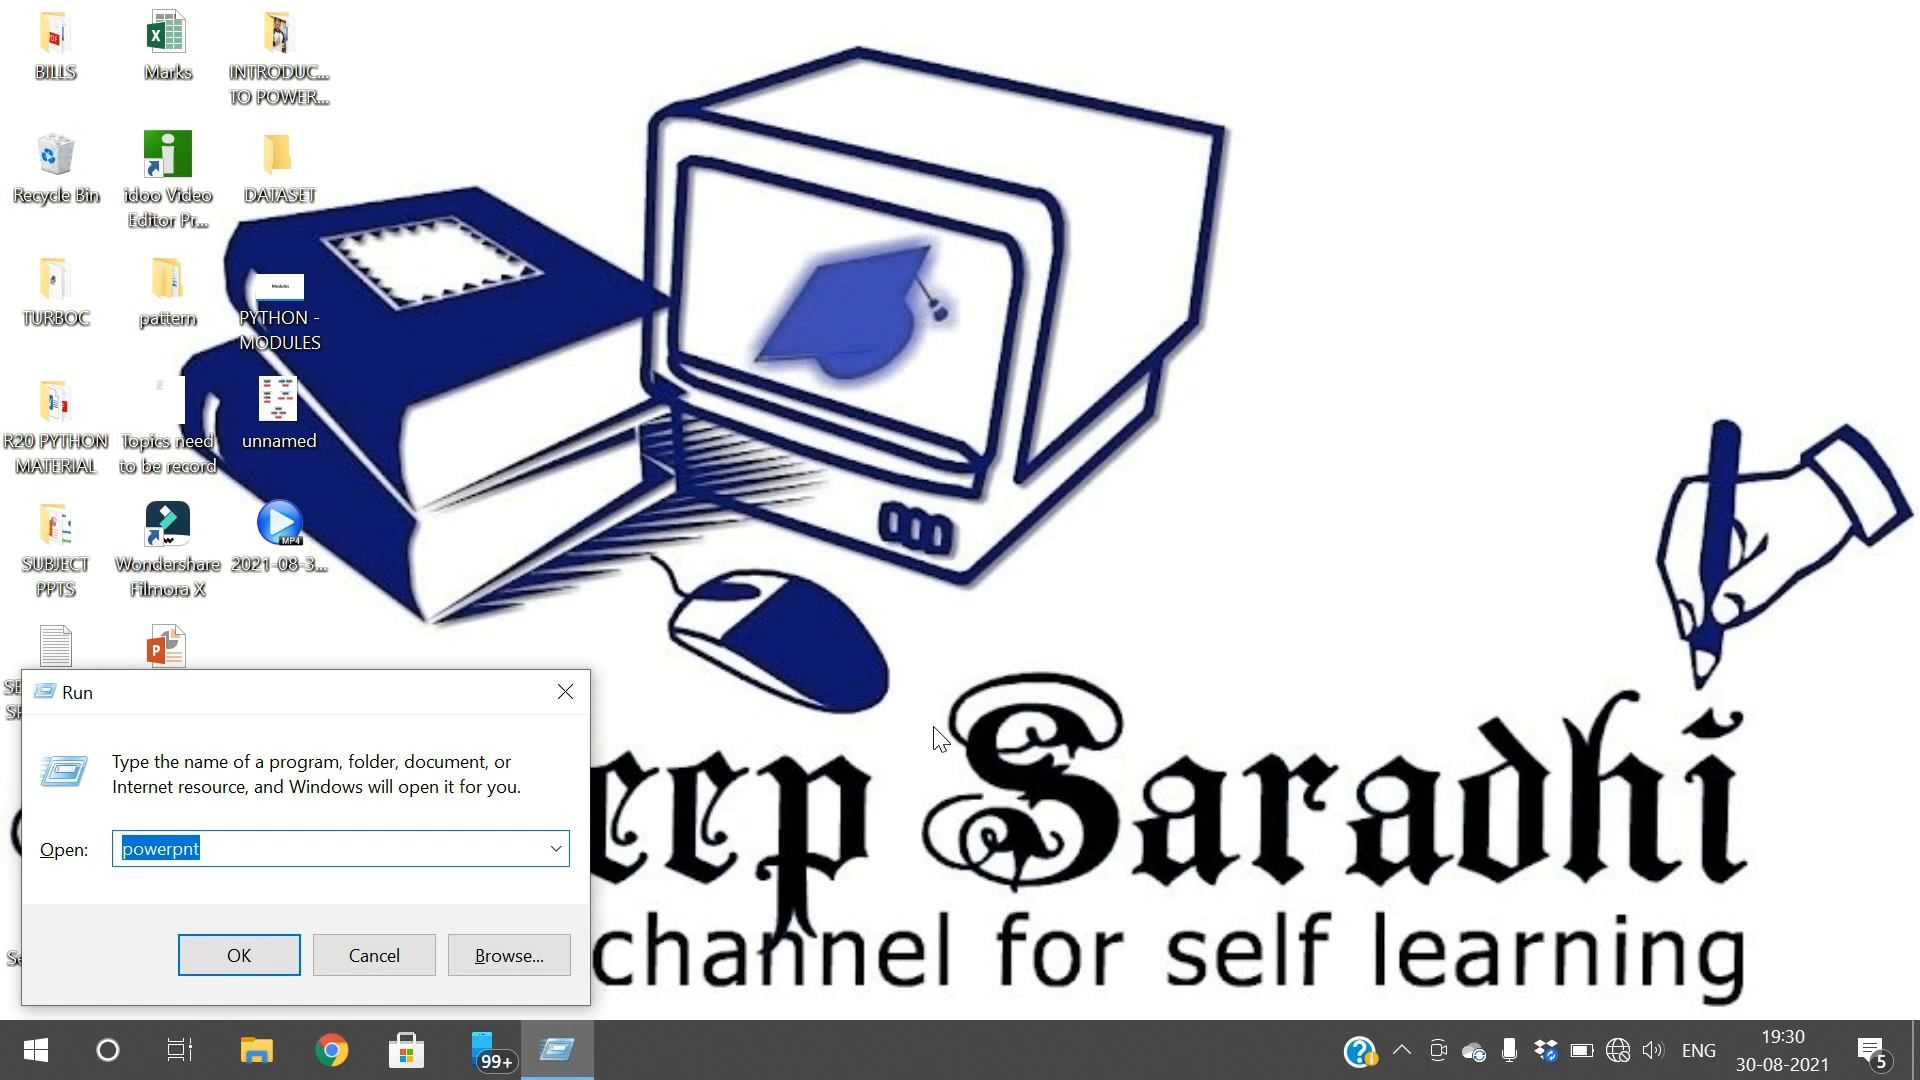 BILLS
Marks
INTRODUC...
TO POWER...
Recycle Bin
idoo Video
Editor Pr...
DATASET
TURBOC
pattern
Modules
PYTHON -
MODULES
R20 PYTHON
MATERIAL
Topics need
to be record
unnamed
SUBJECT
PPTS
Wondershare
Filmora X
MP4
2021-08-3...
Run
Type the name of a program, folder, document, or
Internet resource, and Windows will open it for you.
Open:
powerpnt
OK
Cancel
Browse...
Saradhi
channel for self learning
99+
ENG
19:30
30-08-2021
5